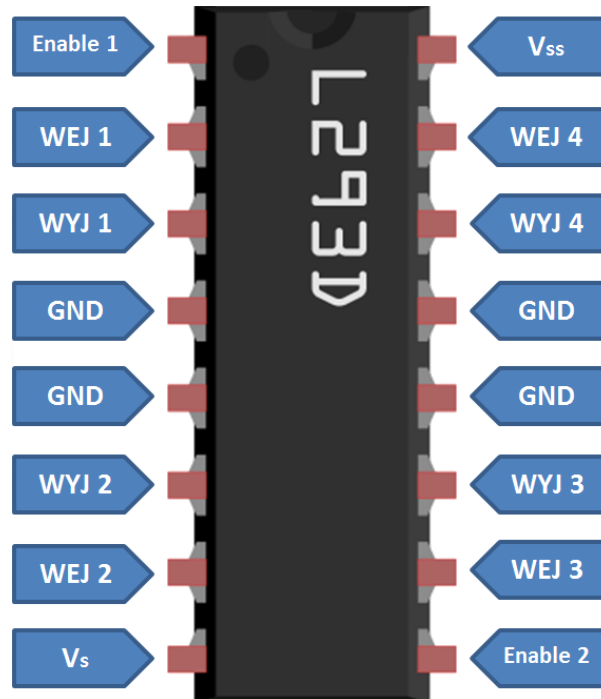 Enable 1
WEJ 1
WYJ 1
GND
GND
WYJ 2
WEJ 2
Vs
L293D
Vss
WEJ 4
WYJ 4
GND
GND
WYJ 3
WEJ 3
Enable 2